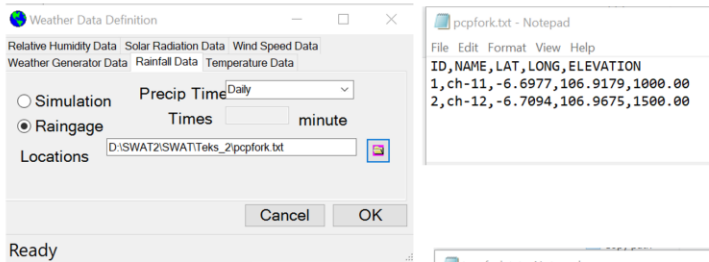 Weather Data Definition
Relative Humidity Data Solar Radiation Data Wind Speed Data
Weather Generator Data Rainfall Data Temperature Data
Simulation
Precip Time Daily
Raingage
Times minute
Locations D:\SWAT2\SWAT\Teks_2\pcpfork.txt
Cancel OK
Ready
pcpfork.txt - Notepad
File Edit Format View Help
ID,NAME,LAT,LONG,ELEVATION
1,ch-11,-6.6977,106.9179,1000.00
2,ch-12,-6.7094,106.9675,1500.00